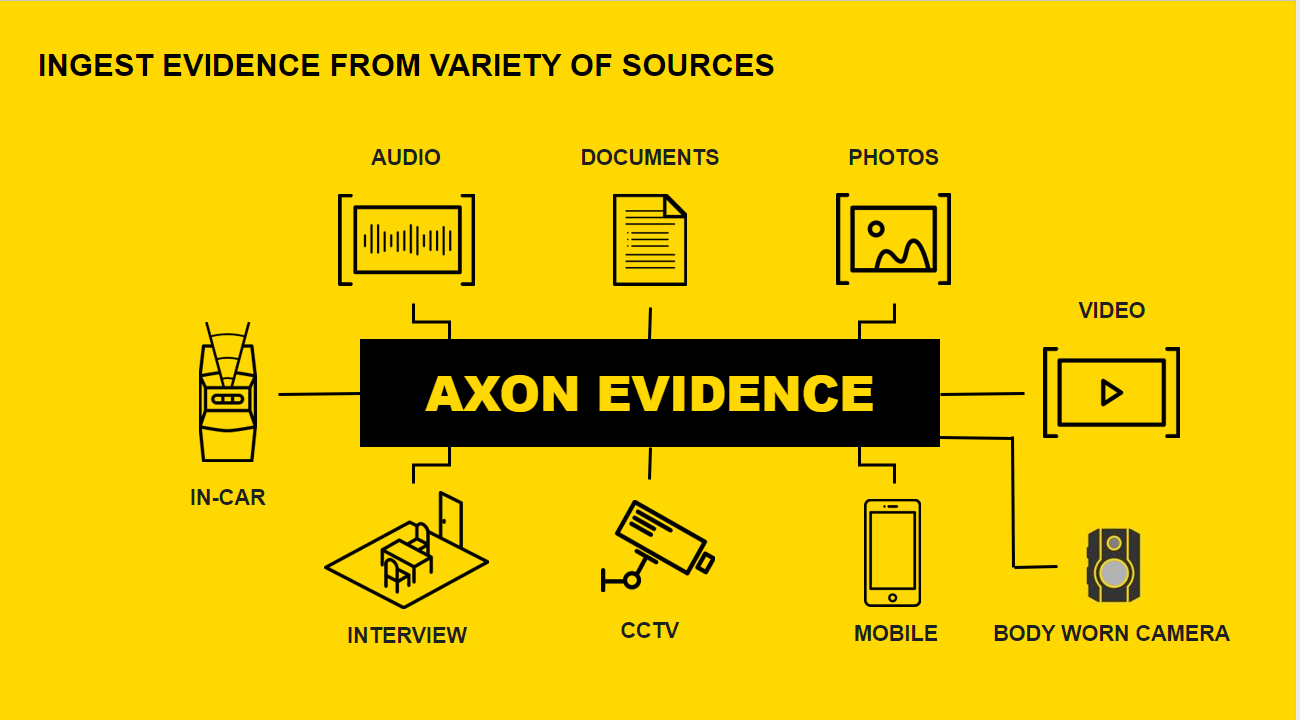 INGEST EVIDENCE FROM VARIETY OF SOURCES
AUDIO
DOCUMENTS
PHOTOS
VIDEO
AXON EVIDENCE
IN-CAR
INTERVIEW
CCTV
MOBILE
BODY WORN CAMERA